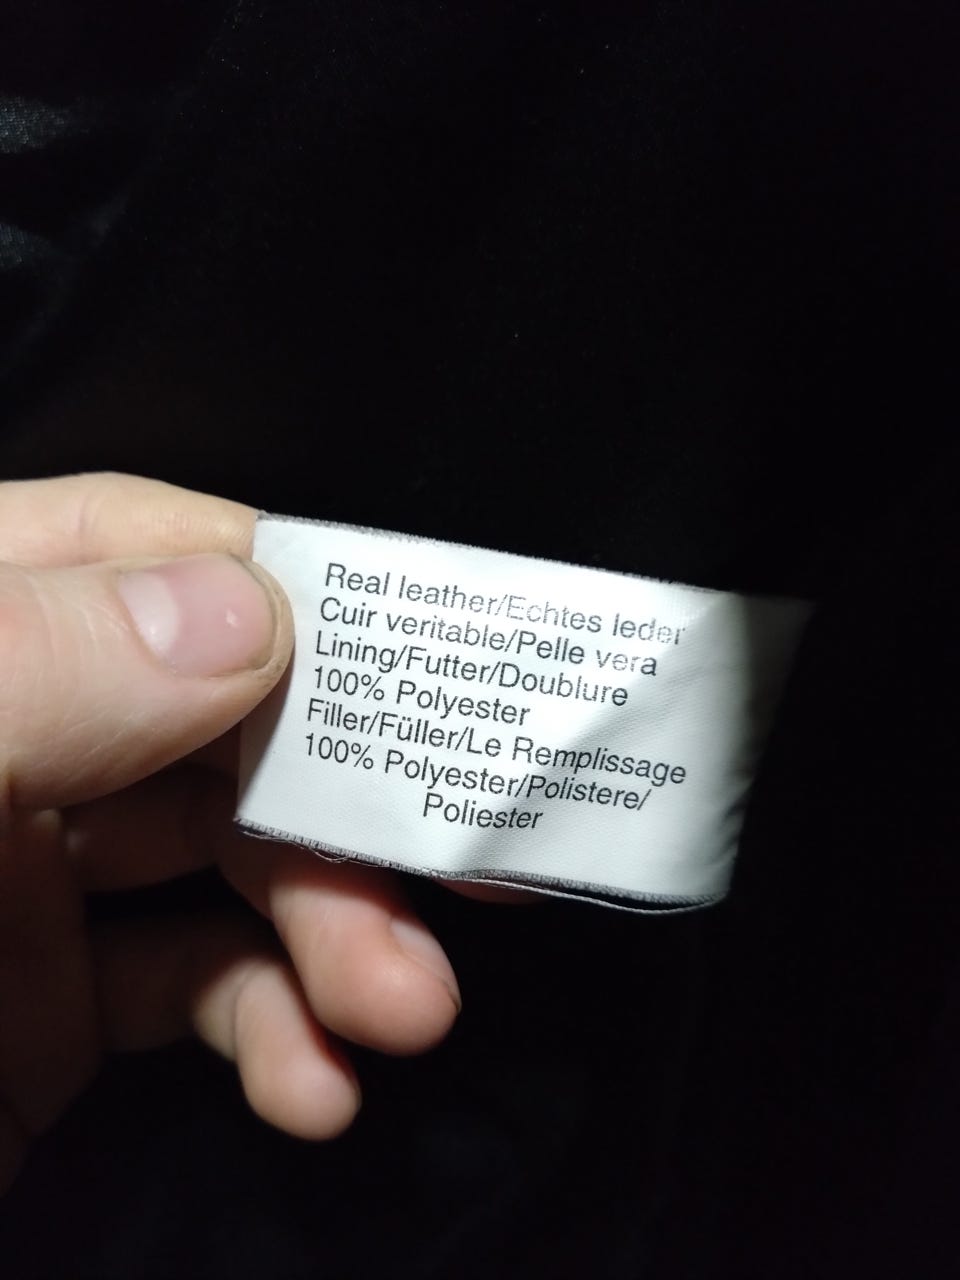 Real leather/Echtes leder
Cuir veritable/Pelle vera
Lining/Futter/Doublure
100% Polyester
Filler/Füller/Le Remplissage
100% Polyester/Polistere/
Poliester